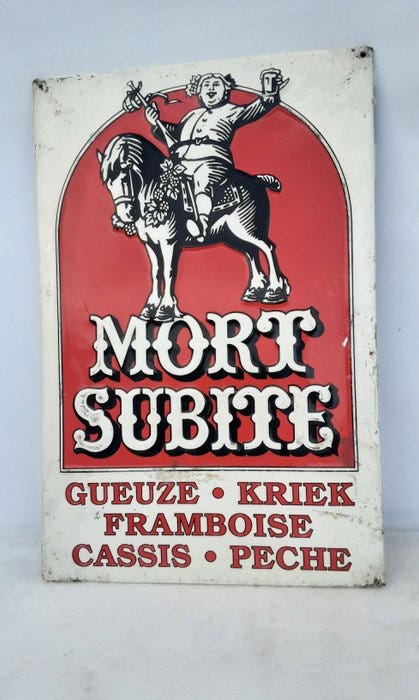 MORT
SUBITE
GUEUZE • KRIEK
FRAMBOISE
CASSIS • PECHE